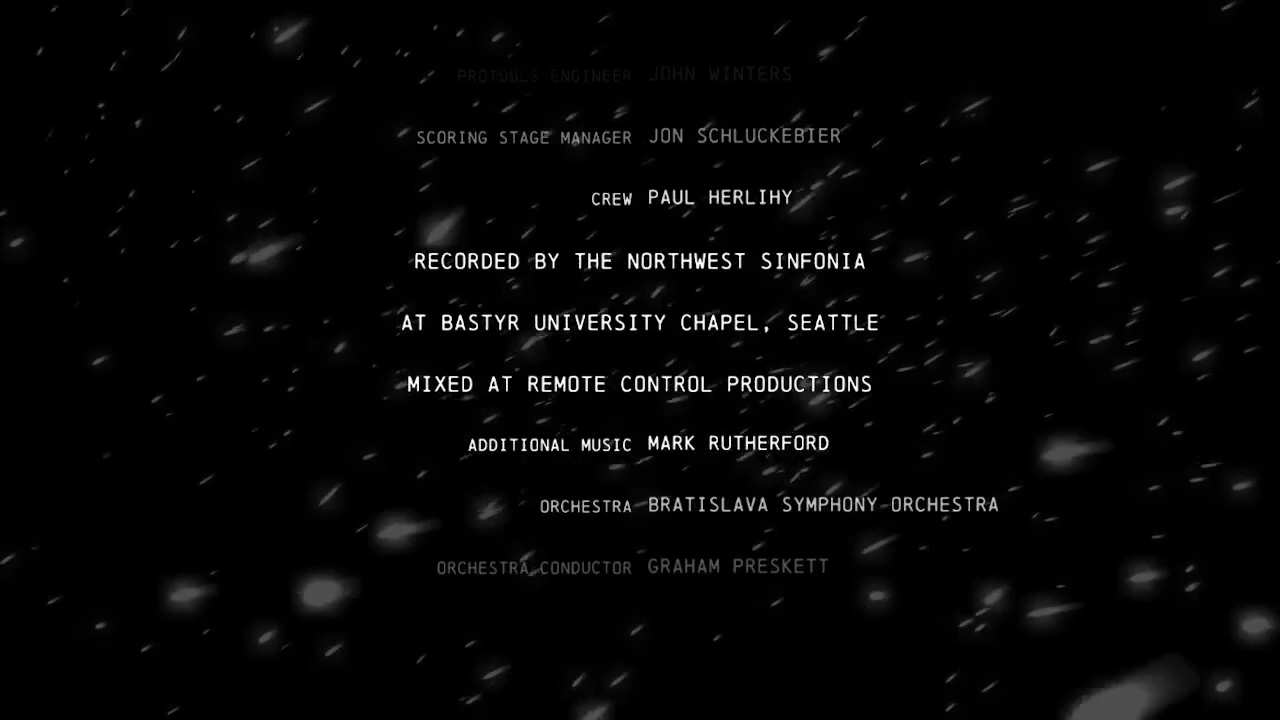 PROTOOLS ENGINEER JOHN WINTERS
SCORING STAGE MANAGER JON SCHLUCKEBIER
CREW PAUL HERLIHY
RECORDED BY THE NORTHWEST SINFONIA
AT BASTYR UNIVERSITY CHAPEL, SEATTLE
MIXED AT REMOTE CONTROL PRODUCTIONS
ADDITIONAL MUSIC MARK RUTHERFORD
ORCHESTRA BRATISLAVA SYMPHONY ORCHESTRA
ORCHESTRA CONDUCTOR GRAHAM PRESKETT